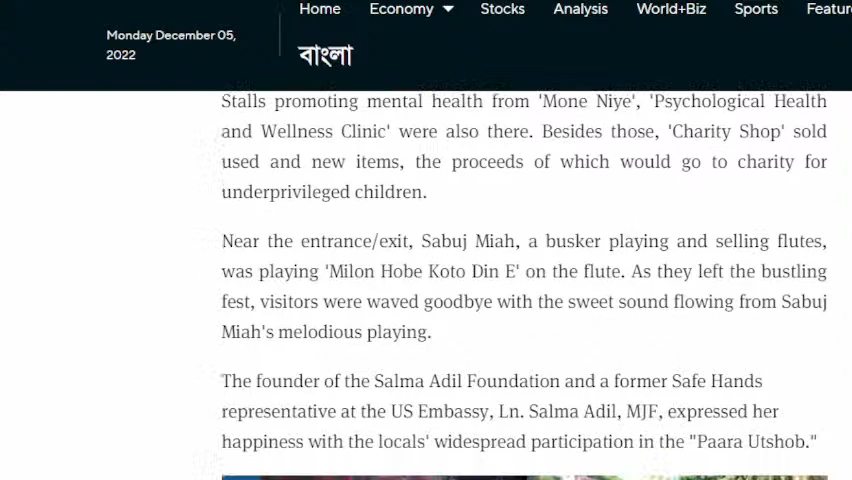 Home Economy Stocks Analysis World+Biz Sports Featur
Monday December 05,
2022
বাংলা
Stalls promoting mental health from 'Mone Niye', 'Psychological Health
and Wellness Clinic' were also there. Besides those, 'Charity Shop' sold
used and new items, the proceeds of which would go to charity for
underprivileged children.
Near the entrance/exit, Sabuj Miah, a busker playing and selling flutes,
was playing 'Milon Hobe Koto Din E' on the flute. As they left the bustling
fest, visitors were waved goodbye with the sweet sound flowing from Sabuj
Miah's melodious playing.
The founder of the Salma Adil Foundation and a former Safe Hands
representative at the US Embassy, Ln. Salma Adil, MJF, expressed her
happiness with the locals' widespread participation in the "Paara Utshob."